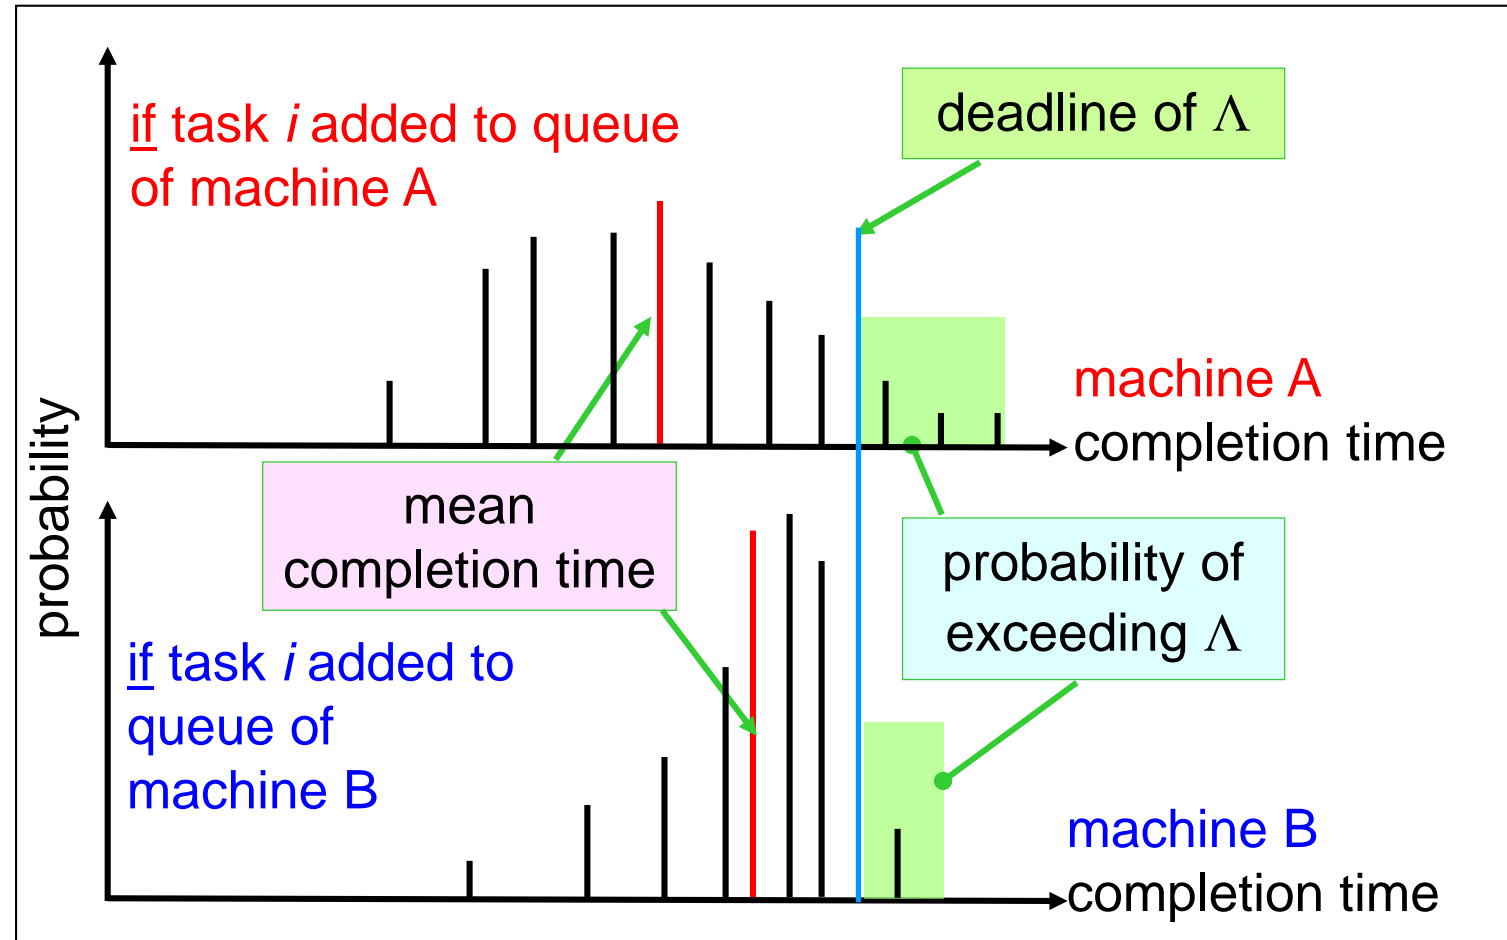 if task i added to queue
of machine A
deadline of Λ
machine A
completion time
probability
mean
completion time
probability of
exceeding Λ
if task i added to
queue of
machine B
machine B
completion time